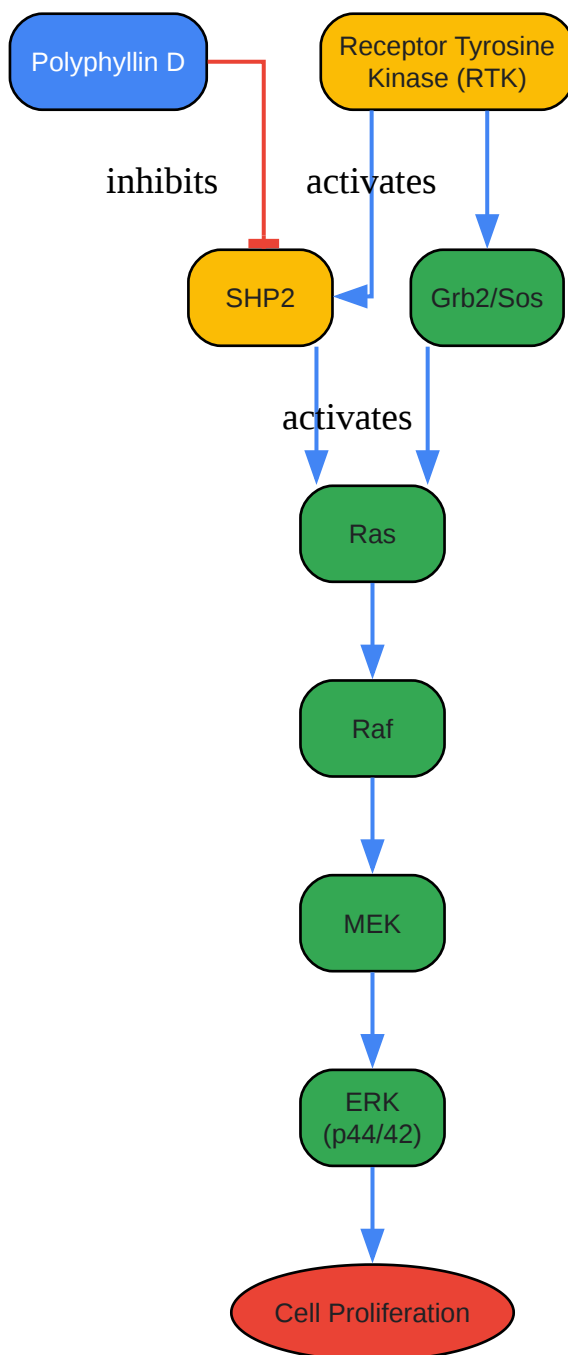 Polyphyllin D
Receptor Tyrosine
Kinase (RTK)
inhibits
activates
SHP2
Grb2/Sos
activates
Ras
Raf
MEK
ERK
(p44/42)
Cell Proliferation